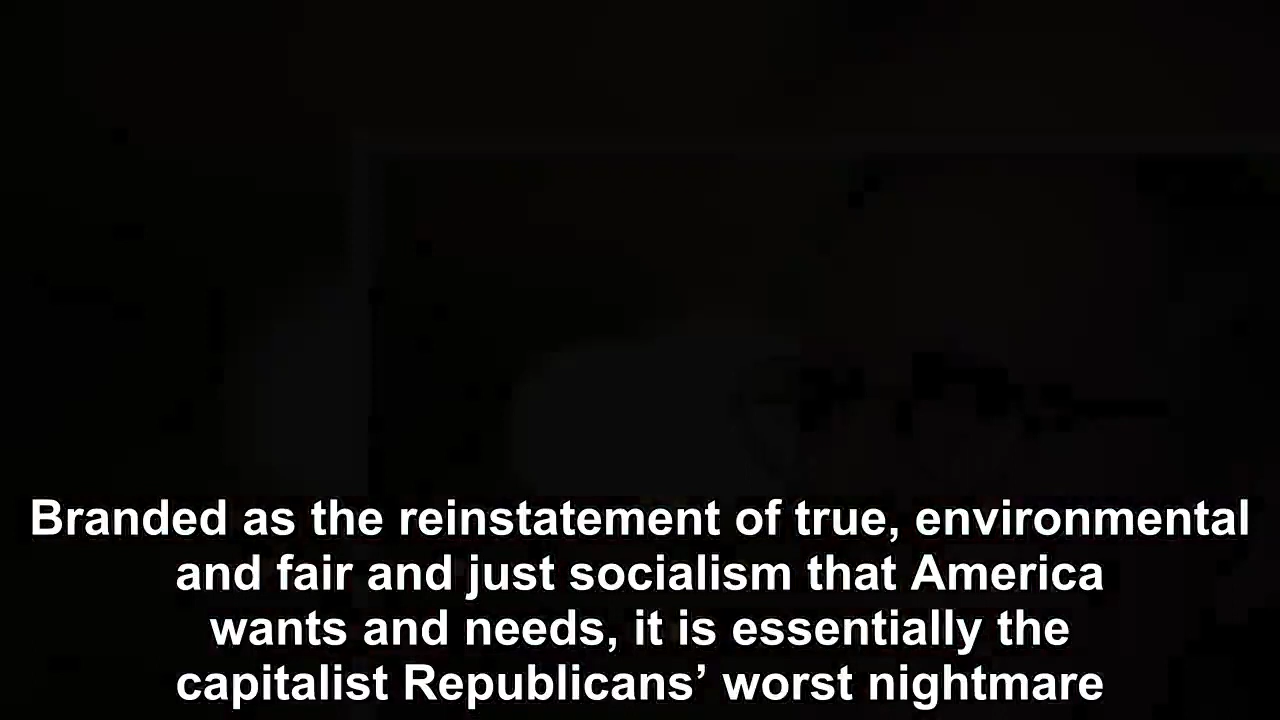 Branded as the reinstatement of true, environmental
and fair and just socialism that America
wants and needs, it is essentially the
capitalist Republicans’ worst nightmare